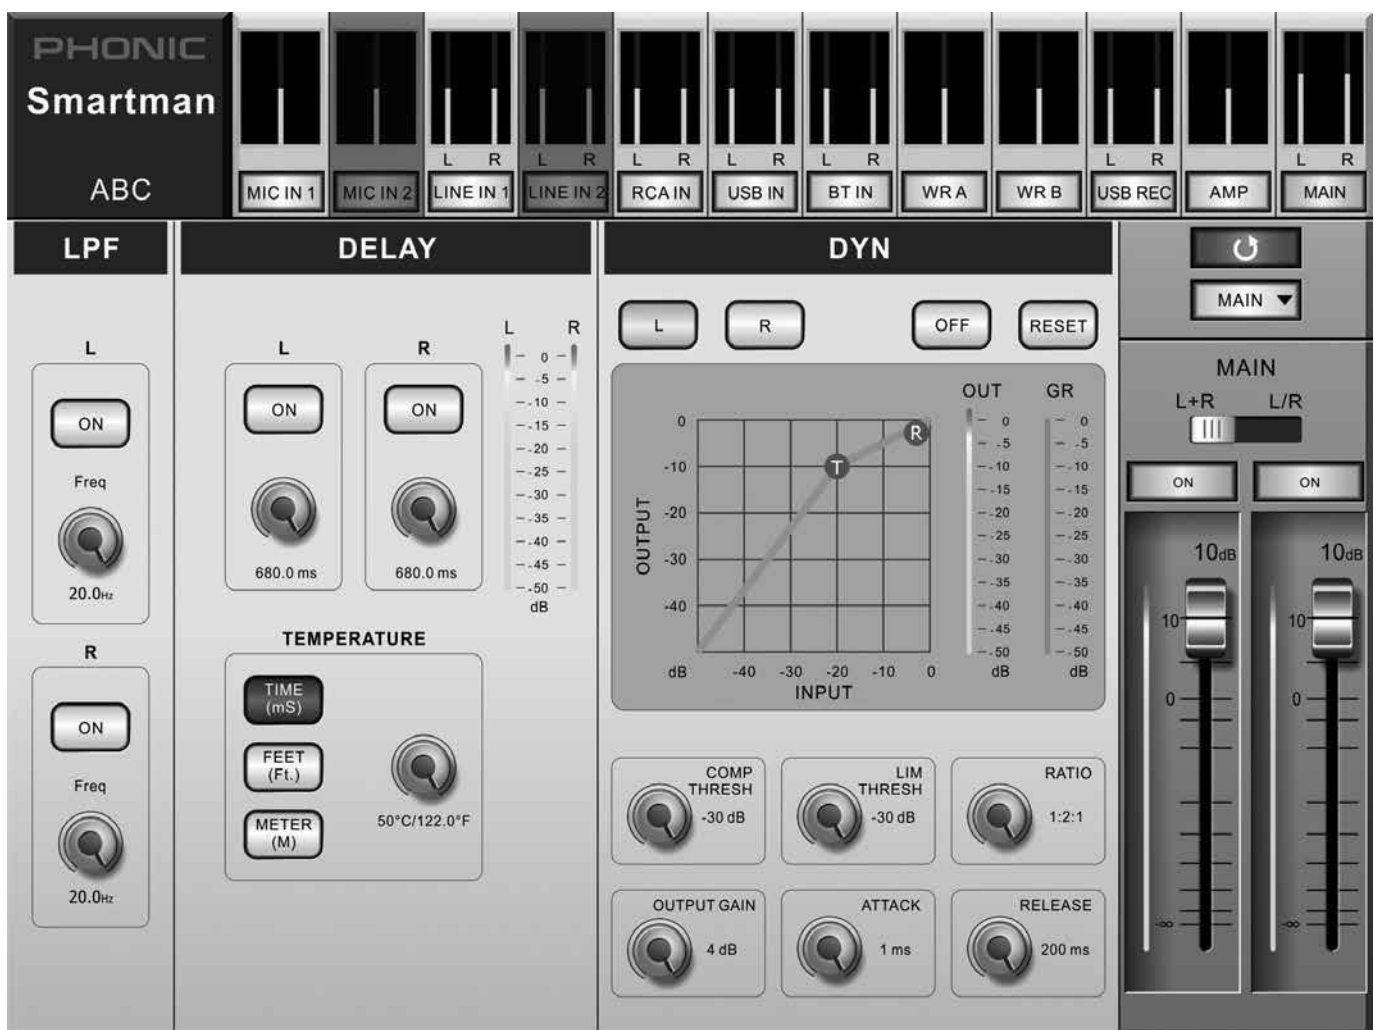 PHONIC
Smartman
ABC
L R L R L R L R L R L R L R
MIC IN 1 MIC IN 2 LINE IN 1 LINE IN 2 RCA IN USB IN BT IN WR A WR B USB REC AMP MAIN
LPF
L
ON
Freq
20.0Hz
R
ON
Freq
20.0Hz
DELAY
L R
ON ON
680.0 ms 680.0 ms
L R
0
-5
-10
-15
-20
-25
-30
-35
-40
-45
-50
dB
TEMPERATURE
TIME
(mS)
FEET
(Ft.)
METER
(M)
50°C/122.0°F
DYN
L R OFF RESET
OUTPUT
0
-10
-20
-30
-40
dB -40 -30 -20 -10 0
INPUT
T
R
OUT
0
-5
-10
-15
-20
-25
-30
-35
-40
-45
-50
dB
GR
0
-5
-10
-15
-20
-25
-30
-35
-40
-45
-50
dB
COMP
THRESH
-30 dB
LIM
THRESH
-30 dB
RATIO
1:2:1
OUTPUT GAIN
4 dB
ATTACK
1 ms
RELEASE
200 ms
MAIN
MAIN
L+R L/R
ON ON
10dB 10dB
10 10
0 0
-∞ -∞